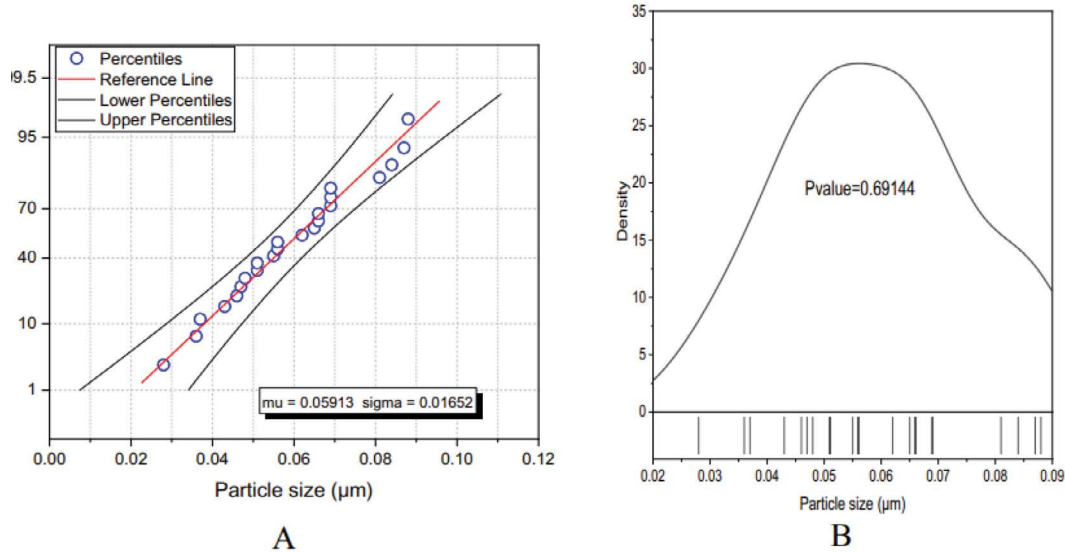 Percentiles
Reference Line
Lower Percentiles
Upper Percentiles
99.5
95
70
40
10
1
mu = 0.05913 sigma = 0.01652
0.00 0.02 0.04 0.06 0.08 0.10 0.12
Particle size (μm)
A
35
30
25
20
15
10
5
0
Density
Pvalue=0.69144
0.02 0.03 0.04 0.05 0.06 0.07 0.08 0.09
Particle size (μm)
B